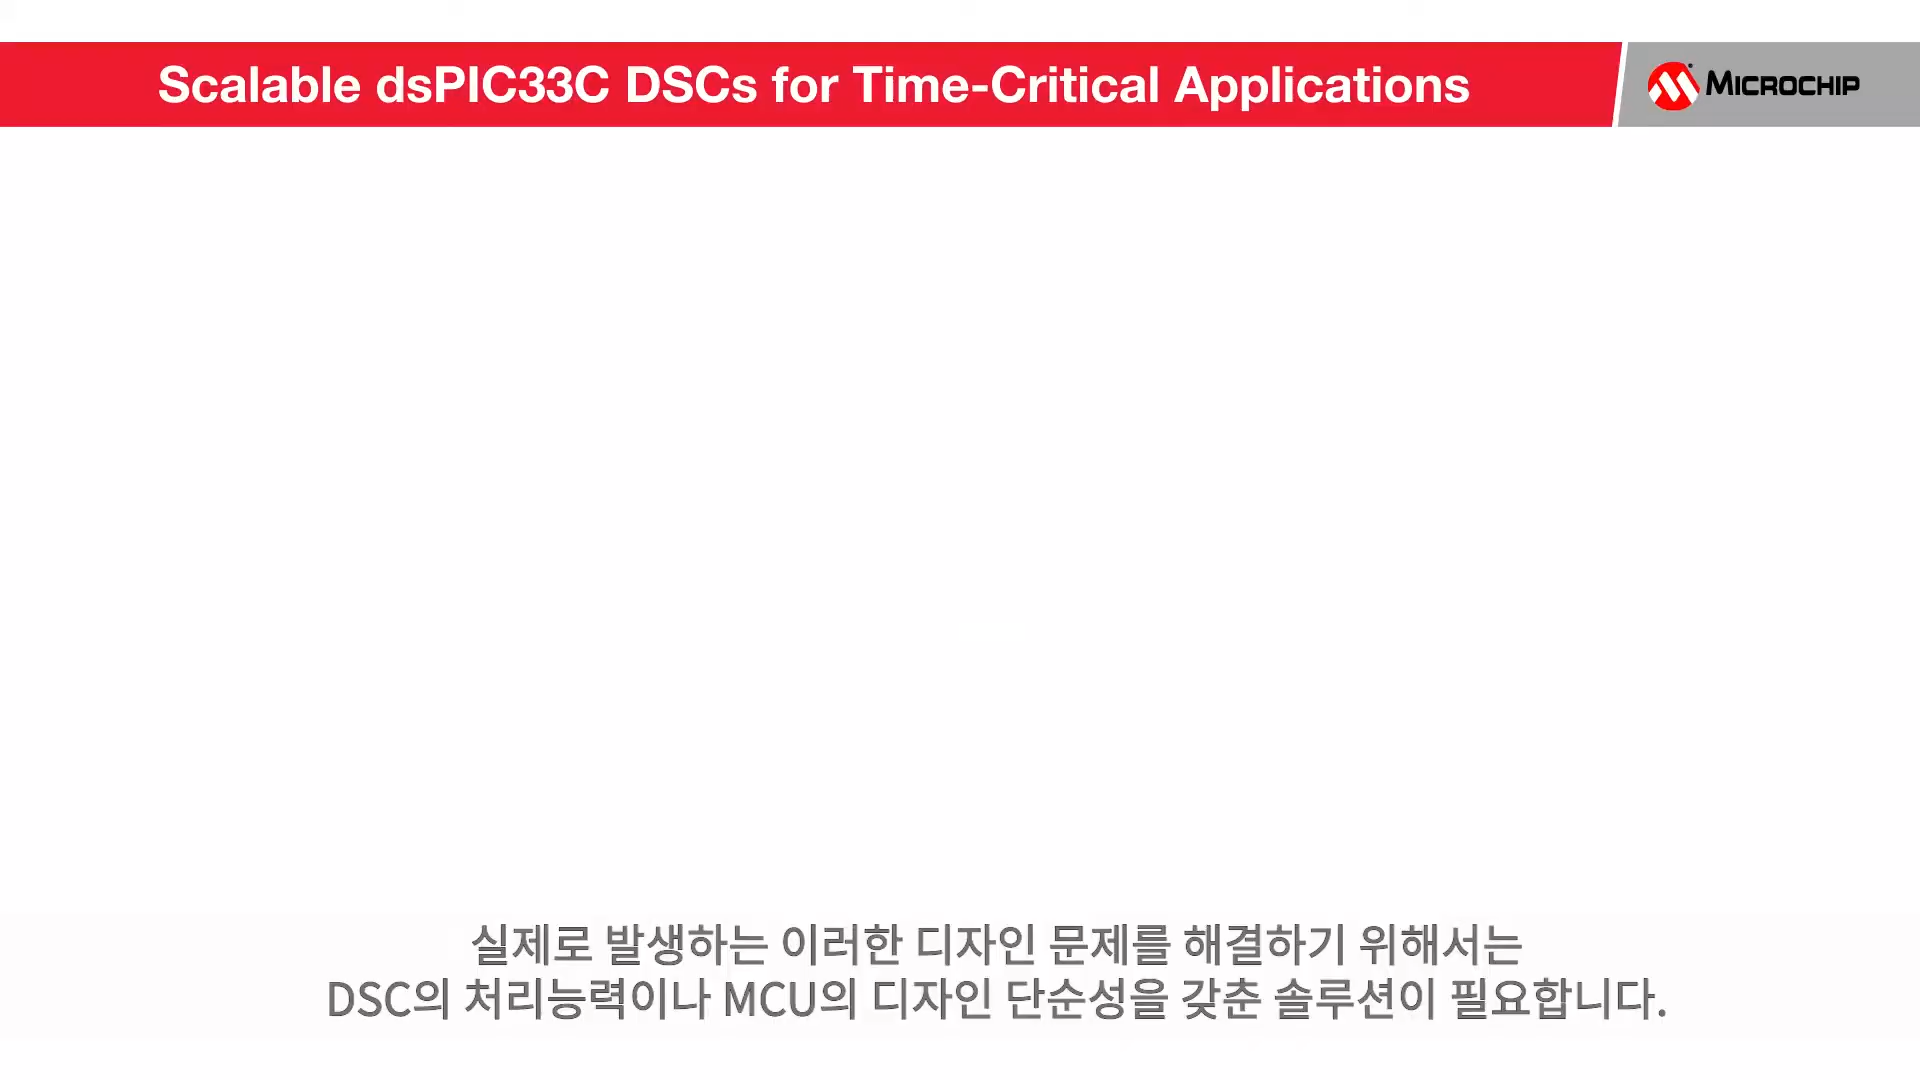 Scalable dsPIC33C DSCs for Time-Critical Applications
MICROCHIP
실제로 발생하는 이러한 디자인 문제를 해결하기 위해서는
DSC의 처리능력이나 MCU의 디자인 단순성을 갖춘 솔루션이 필요합니다.